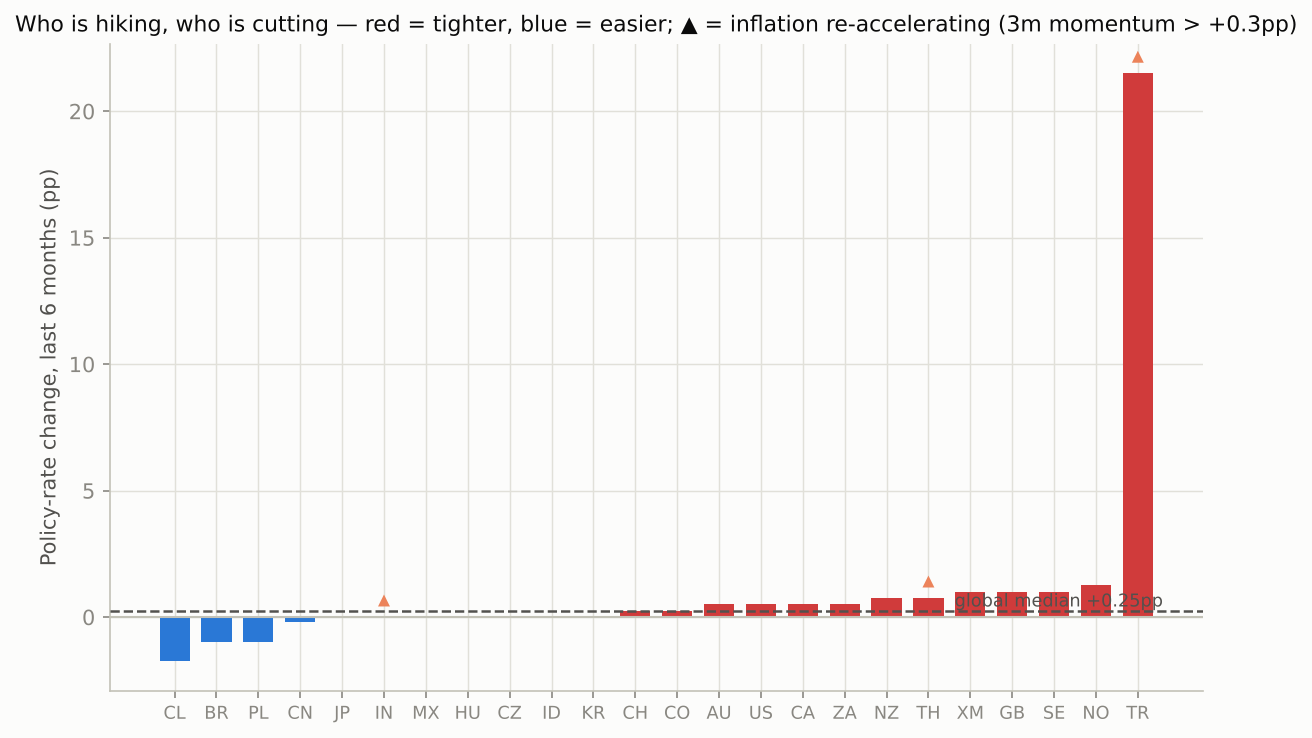 Who is hiking, who is cutting — red = tighter, blue = easier; ▲ = inflation re-accelerating (3m momentum > +0.3pp)
Policy-rate change, last 6 months (pp)
20
15
10
5
0
global median +0.25pp
CL BR PL CN JP IN MX HU CZ ID KR CH CO AU US CA ZA NZ TH XM GB SE NO TR